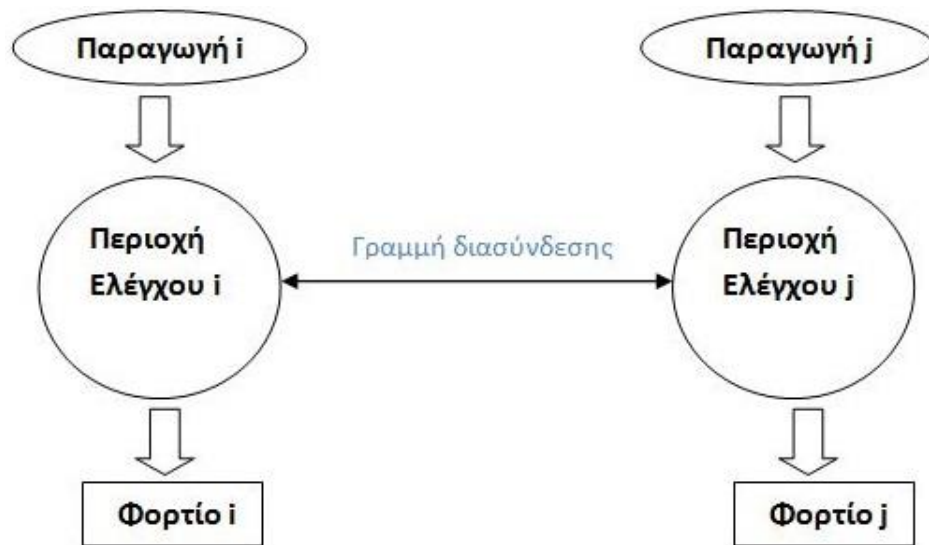 Παραγωγή i
Παραγωγή j
Περιοχή
Ελέγχου i
Γραμμή διασύνδεσης
Περιοχή
Ελέγχου j
Φορτίο i
Φορτίο j